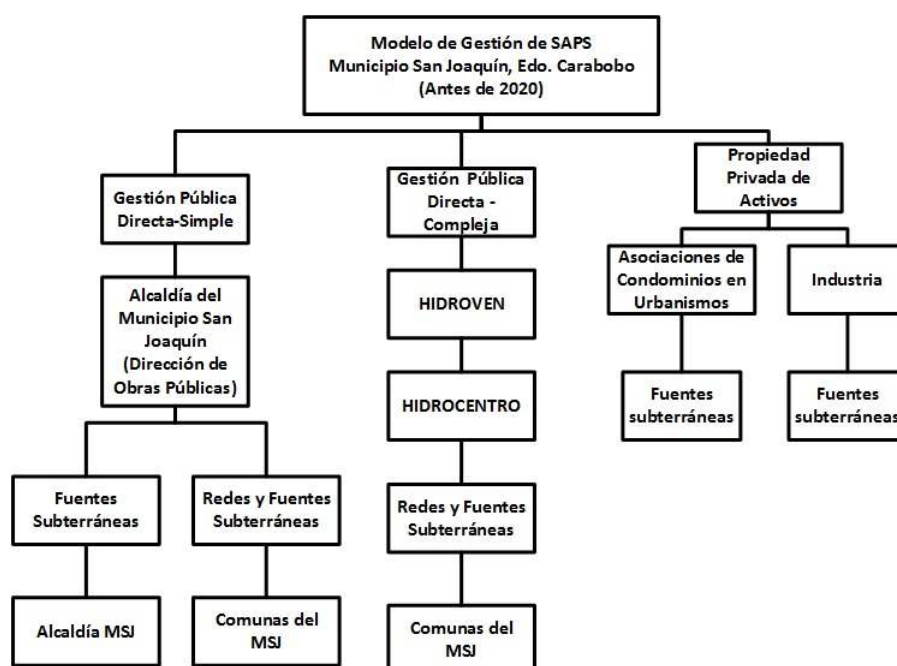 Modelo de Gestión de SAPS
Municipio San Joaquín, Edo. Carabobo
(Antes de 2020)
Gestión Pública
Directa-Simple
Gestión Pública
Directa -
Compleja
Propiedad
Privada de
Activos
Alcaldía del
Municipio San
Joaquín
(Dirección de
Obras Públicas)
HIDROVEN
Asociaciones de
Condominios en
Urbanismos
Industria
HIDROCENTRO
Fuentes
subterráneas
Fuentes
subterráneas
Fuentes
Subterráneas
Redes y Fuentes
Subterráneas
Redes y Fuentes
Subterráneas
Alcaldía MSJ
Comunas del
MSJ
Comunas del
MSJ